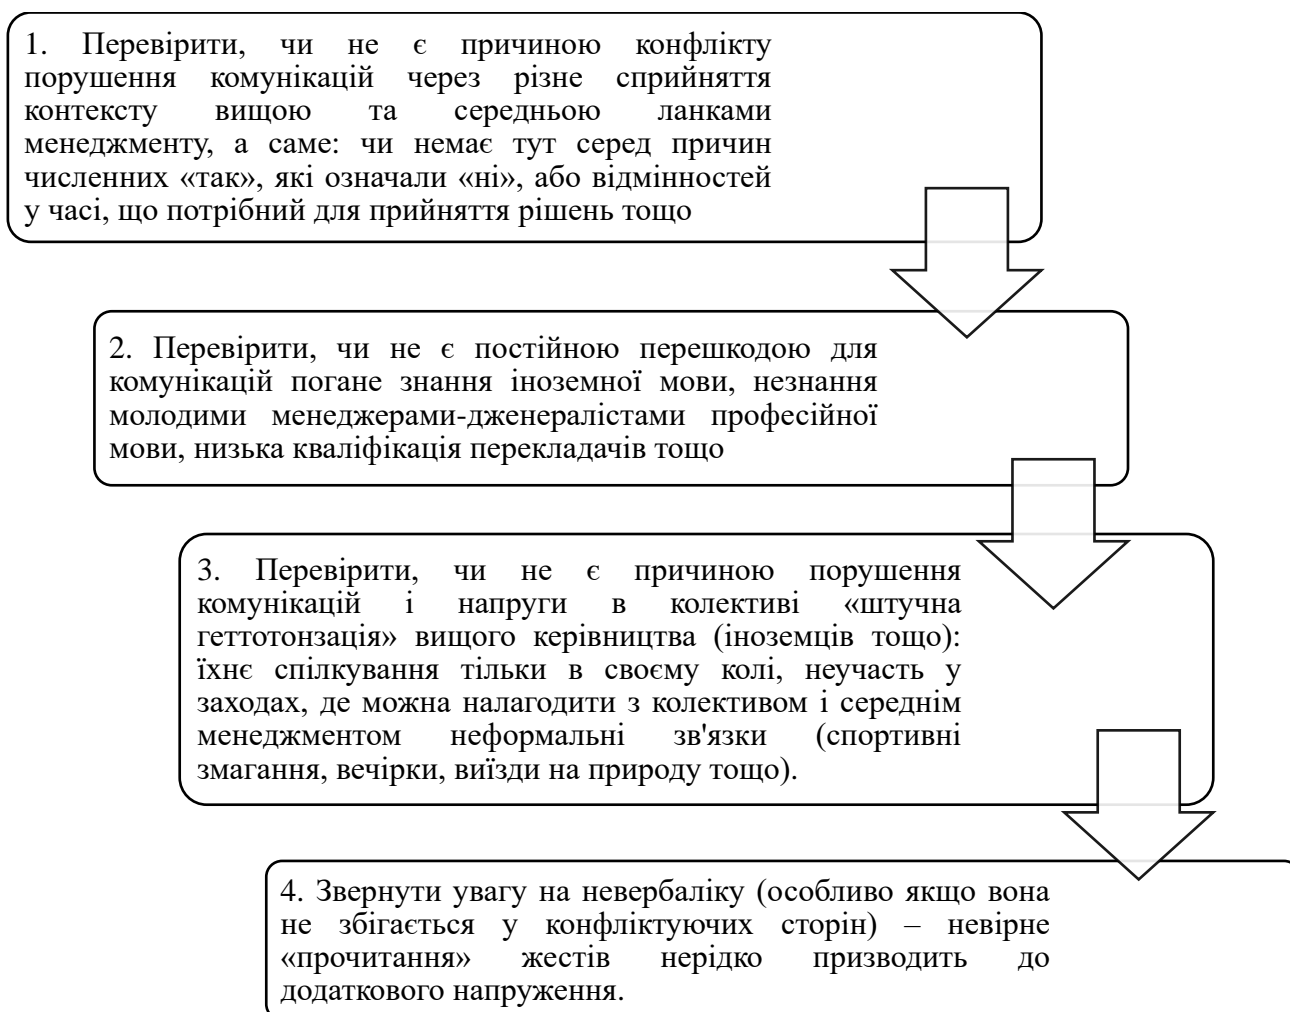 1. Перевірити, чи не є причиною конфлікту
порушення комунікацій через різне сприйняття
контексту вищою та середньою ланками
менеджменту, а саме: чи немає тут серед причин
численних «так», які означали «ні», або відмінностей
у часі, що потрібний для прийняття рішень тощо
2. Перевірити, чи не є постійною перешкодою для
комунікацій погане знання іноземної мови, незнання
молодими менеджерами-дженералістами професійної
мови, низька кваліфікація перекладачів тощо
3. Перевірити, чи не є причиною порушення
комунікацій і напруги в колективі «штучна
геттотонзація» вищого керівництва (іноземців тощо):
їхнє спілкування тільки в своєму колі, неучасть у
заходах, де можна налагодити з колективом і середнім
менеджментом неформальні зв'язки (спортивні
змагання, вечірки, виїзди на природу тощо).
4. Звернути увагу на невербаліку (особливо якщо вона
не збігається у конфліктуючих сторін) – невірне
«прочитання» жестів нерідко призводить до
додаткового напруження.